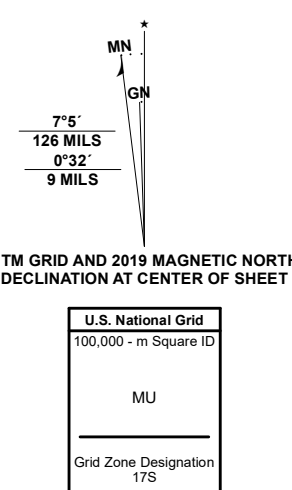 MN
GN
7°5´
126 MILS
0°32´
9 MILS
TM GRID AND 2019 MAGNETIC NORTH
DECLINATION AT CENTER OF SHEET
U.S. National Grid
100,000 - m Square ID
MU
Grid Zone Designation
17S